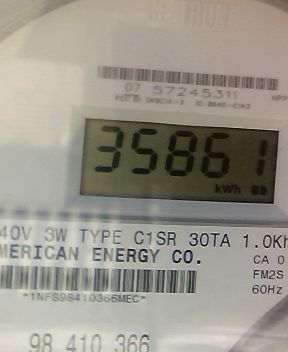 CENTRON
07 57245311
35861
kWh
40V 3W TYPE C1SR 30TA 1.0Kh
MERICAN ENERGY CO.
CA 0
FM2S
60Hz
*1NFS98410366MEC*
98 410 366